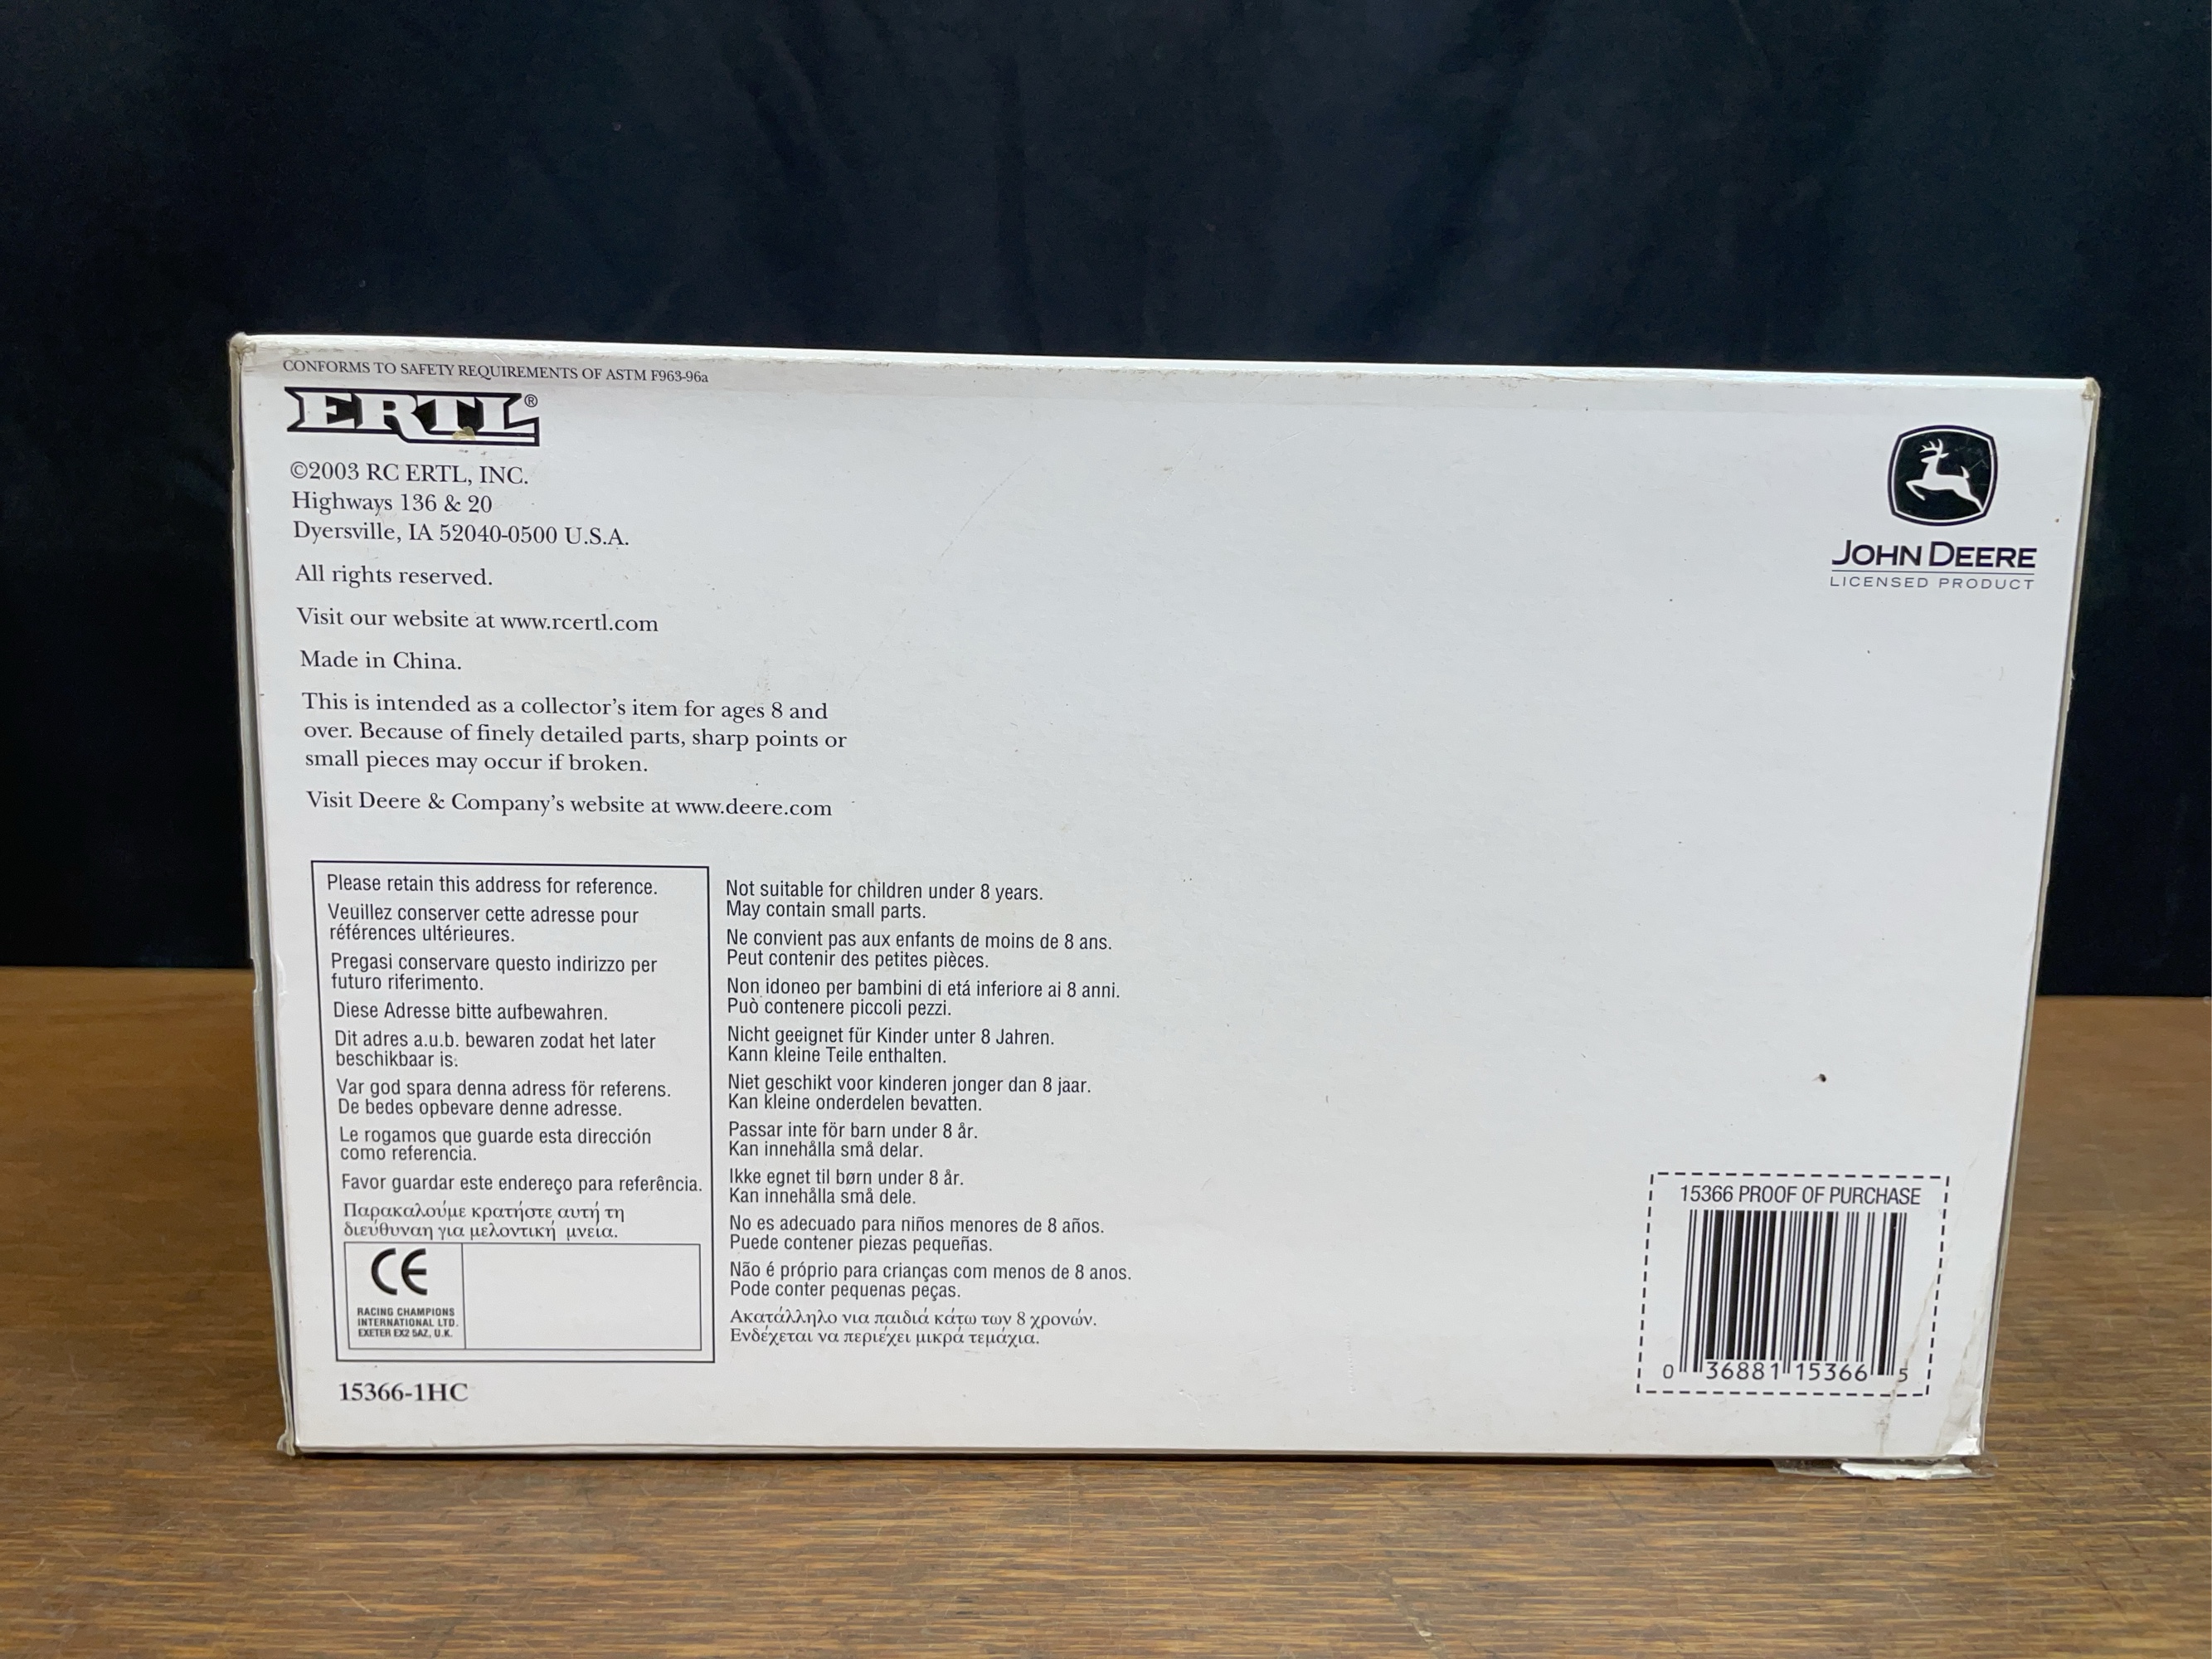 CONFORMS TO SAFETY REQUIREMENTS OF ASTM F963-96a
ERTL®
©2003 RC ERTL, INC.
Highways 136 & 20
Dyersville, IA 52040-0500 U.S.A.
All rights reserved.
Visit our website at www.rcertl.com
Made in China.
This is intended as a collector's item for ages 8 and
over. Because of finely detailed parts, sharp points or
small pieces may occur if broken.
Visit Deere & Company's website at www.deere.com
JOHN DEERE
LICENSED PRODUCT
Please retain this address for reference.
Veuillez conserver cette adresse pour
références ultérieures.
Pregasi conservare questo indirizzo per
futuro riferimento.
Diese Adresse bitte aufbewahren.
Dit adres a.u.b. bewaren zodat het later
beschikbaar is.
Var god spara denna adress för referens.
De bedes opbevare denne adresse.
Le rogamos que guarde esta dirección
como referencia.
Favor guardar este endereço para referência.
Παρακαλούμε κρατήστε αυτή τη
διεύθυναη για μελοντική μνεία.
CE
RACING CHAMPIONS
INTERNATIONAL LTD.
EXETER EX2 5AZ, U.K.
15366-1HC
Not suitable for children under 8 years.
May contain small parts.
Ne convient pas aux enfants de moins de 8 ans.
Peut contenir des petites pièces.
Non idoneo per bambini di etá inferiore ai 8 anni.
Può contenere piccoli pezzi.
Nicht geeignet für Kinder unter 8 Jahren.
Kann kleine Teile enthalten.
Niet geschikt voor kinderen jonger dan 8 jaar.
Kan kleine onderdelen bevatten.
Passar inte för barn under 8 år.
Kan innehålla små delar.
Ikke egnet til børn under 8 år.
Kan innehålla små dele.
No es adecuado para niños menores de 8 años.
Puede contener piezas pequeñas.
Não é próprio para crianças com menos de 8 anos.
Pode conter pequenas peças.
Ακατάλληλο για παιδιά κάτω των 8 χρονών.
Ενδέχεται να περιέχει μικρά τεμάχια.
15366 PROOF OF PURCHASE
0 36881 15366 5